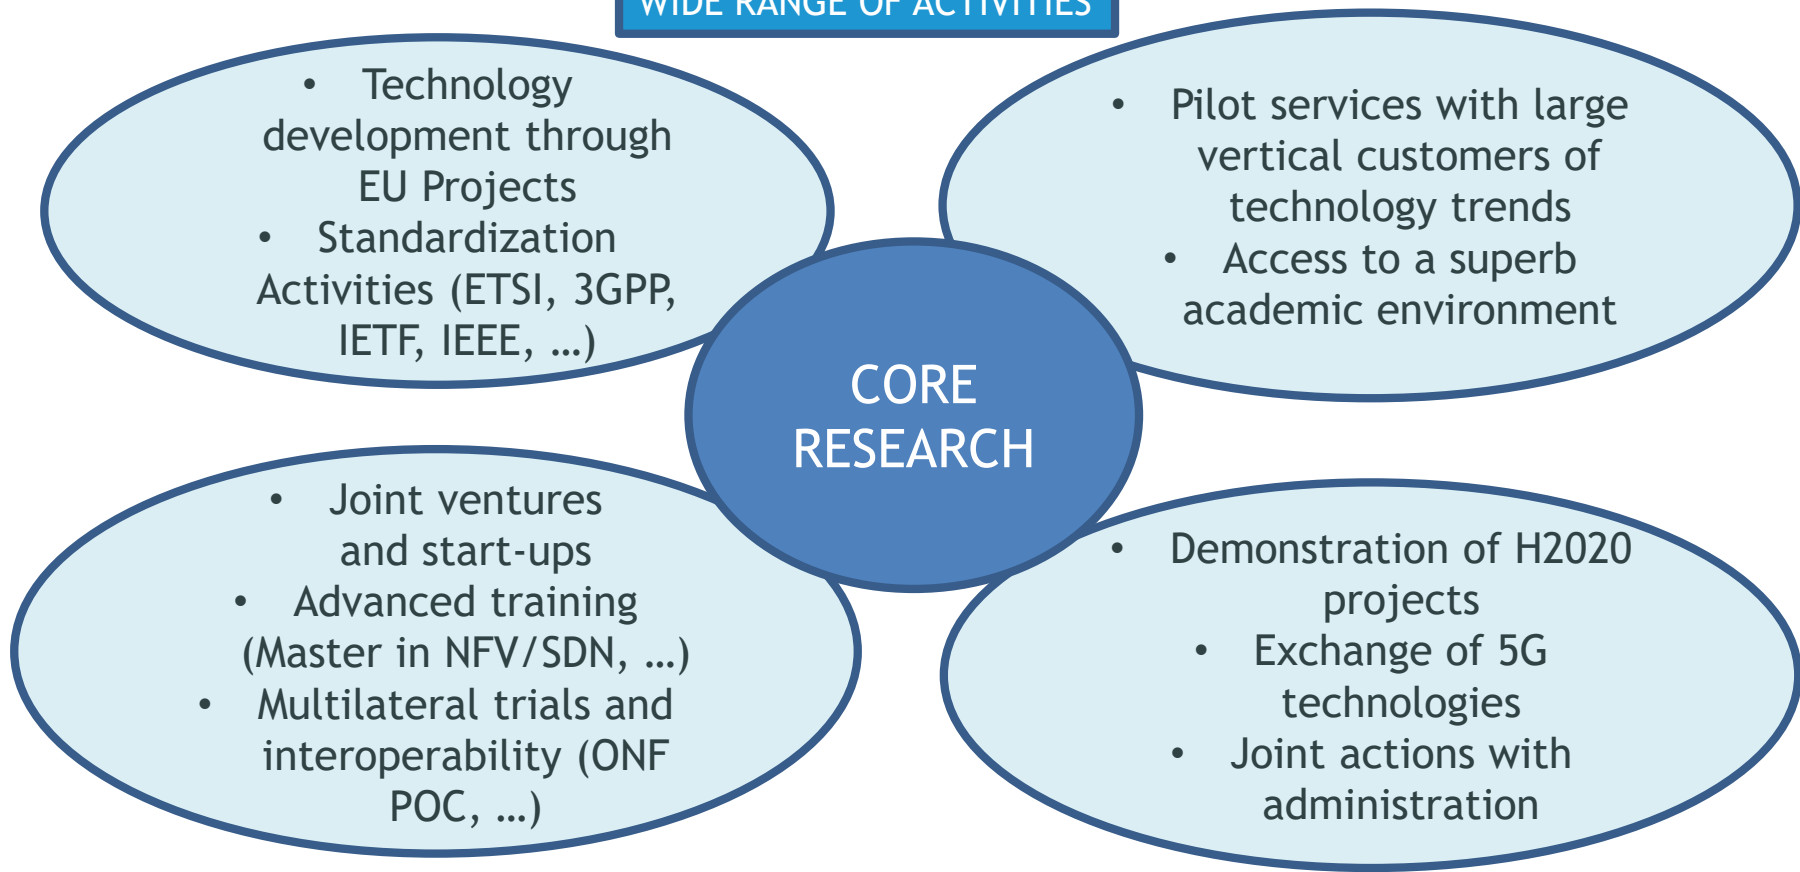 WIDE RANGE OF ACTIVITIES
• Technology
development through
EU Projects
• Standardization
Activities (ETSI, 3GPP,
IETF, IEEE, …)
• Pilot services with large
vertical customers of
technology trends
• Access to a superb
academic environment
CORE
RESEARCH
• Joint ventures
and start-ups
• Advanced training
(Master in NFV/SDN, …)
• Multilateral trials and
interoperability (ONF
POC, …)
• Demonstration of H2020
projects
• Exchange of 5G
technologies
• Joint actions with
administration